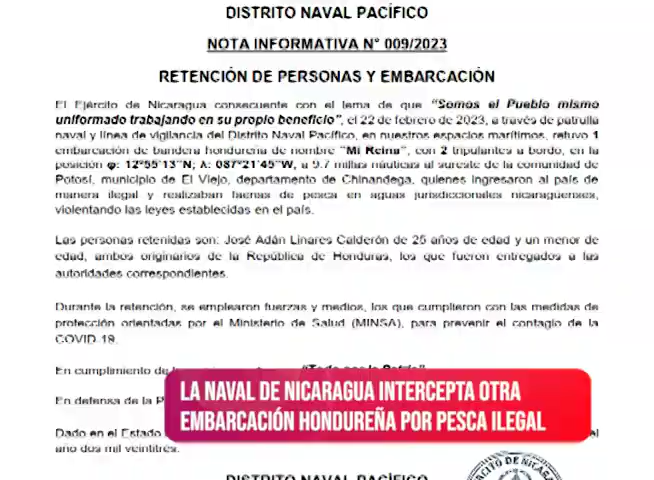 DISTRITO NAVAL PACÍFICO
NOTA INFORMATIVA N° 009/2023
RETENCIÓN DE PERSONAS Y EMBARCACIÓN
El Ejército de Nicaragua consecuente con el lema de que "Somos el Pueblo mismo
uniformado trabajando en su propio beneficio", el 22 de febrero de 2023, a través de patrulla
naval y línea de vigilancia del Distrito Naval Pacífico, en nuestros espacios marítimos, retuvo 1
embarcación de bandera hondureña de nombre "Mi Reina", con 2 tripulantes a bordo, en la
posición φ: 12°55'13"N; λ: 087°21'45"W, a 9.7 millas náuticas al sureste de la comunidad de
Potosí, municipio de El Viejo, departamento de Chinandega, quienes ingresaron al país de
manera ilegal y realizaban faenas de pesca en aguas jurisdiccionales nicaragüenses,
violentando las leyes establecidas en el país.
Las personas retenidas son: José Adán Linares Calderón de 25 años de edad y un menor de
edad, ambos originarios de la República de Honduras, los que fueron entregados a las
autoridades correspondientes.
Durante la retención, se emplearon fuerzas y medios, los que cumplieron con las medidas de
protección orientadas por el Ministerio de Salud (MINSA), para prevenir el contagio de la
COVID-19.
En cumplimiento de
En defensa de la P
LA NAVAL DE NICARAGUA INTERCEPTA OTRA
EMBARCACIÓN HONDUREÑA POR PESCA ILEGAL
Dado en el Estado
el
año dos mil veintitrés.
DISTRITO NAVAL PACÍFICO